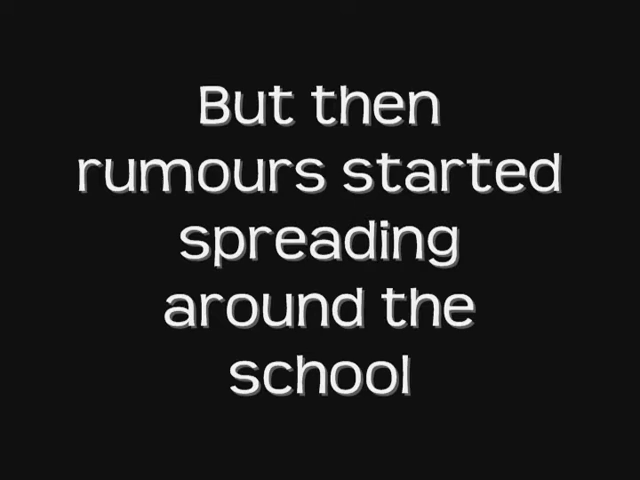 But then
rumours started
spreading
around the
school